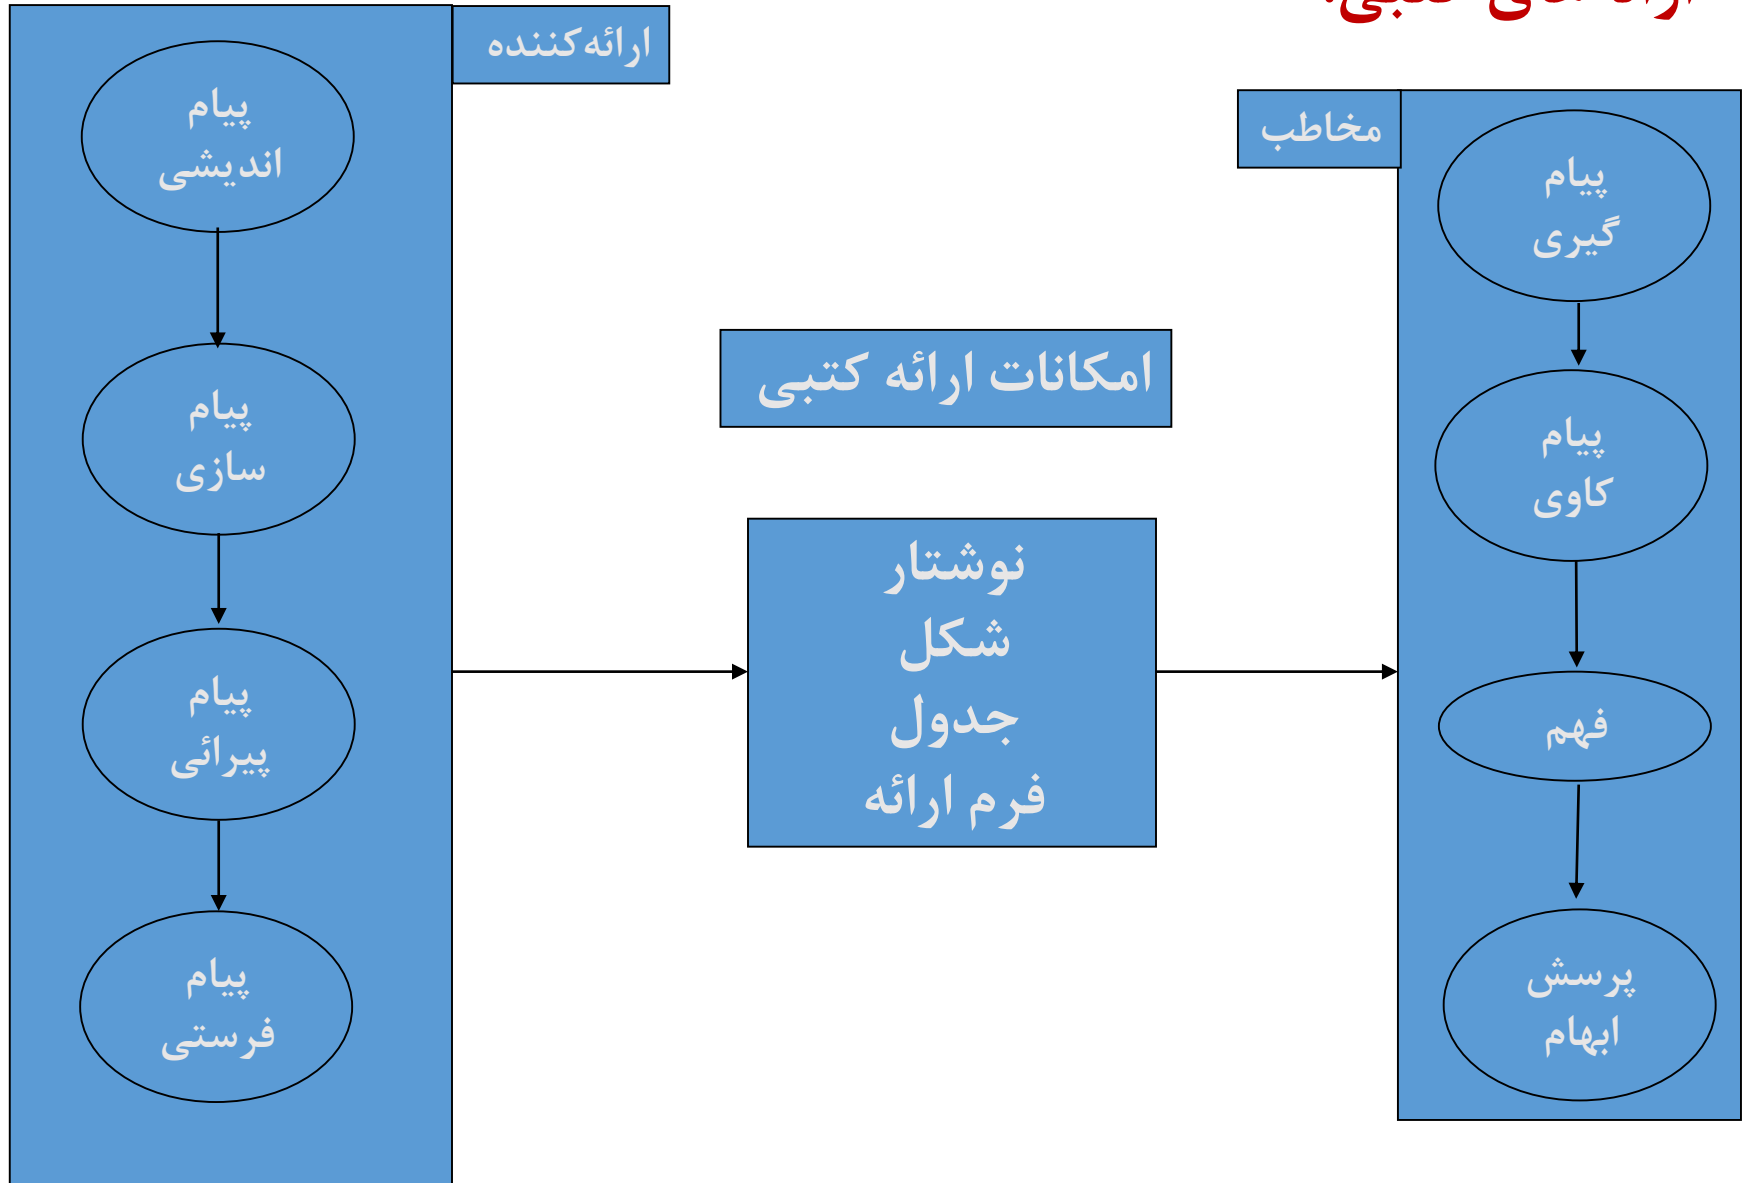 ارائه‌کننده
پیام
اندیشی
پیام
سازی
پیام
پیرائی
پیام
فرستی
امکانات ارائه کتبی
نوشتار
شکل
جدول
فرم ارائه
مخاطب
پیام
گیری
پیام
کاوی
فهم
پرسش
ابهام